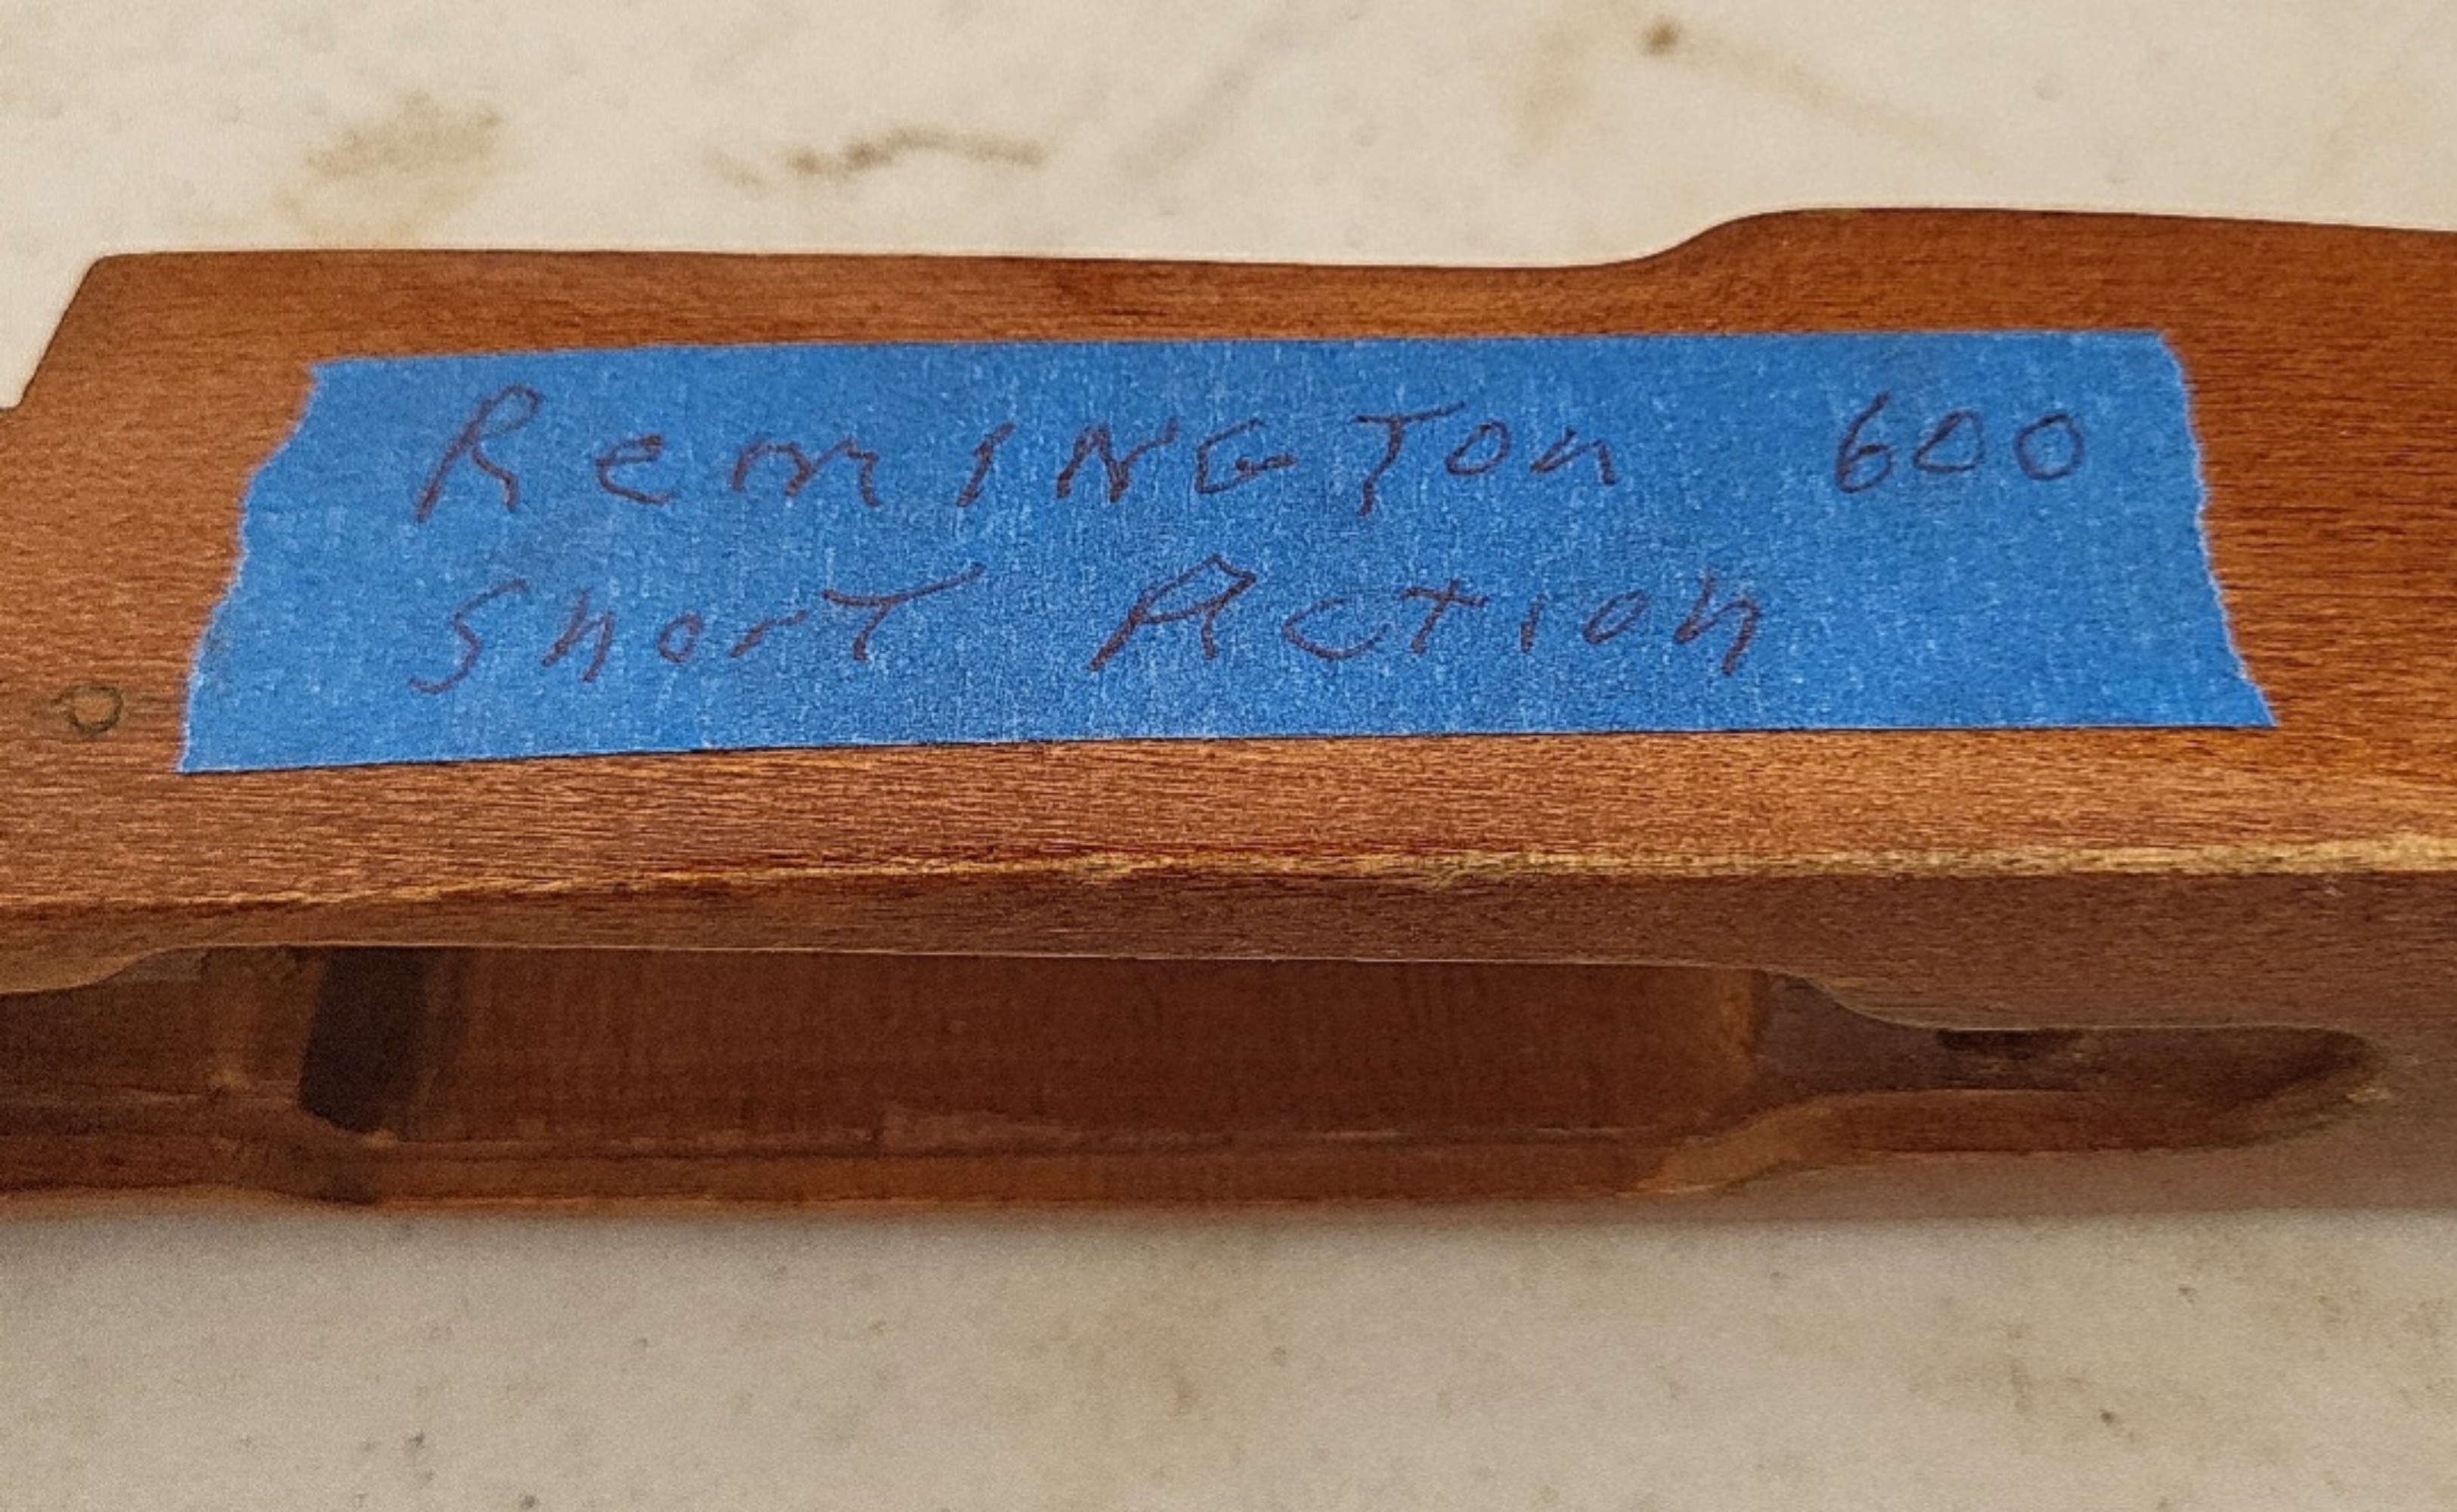 RemINGTon 600
Short Action